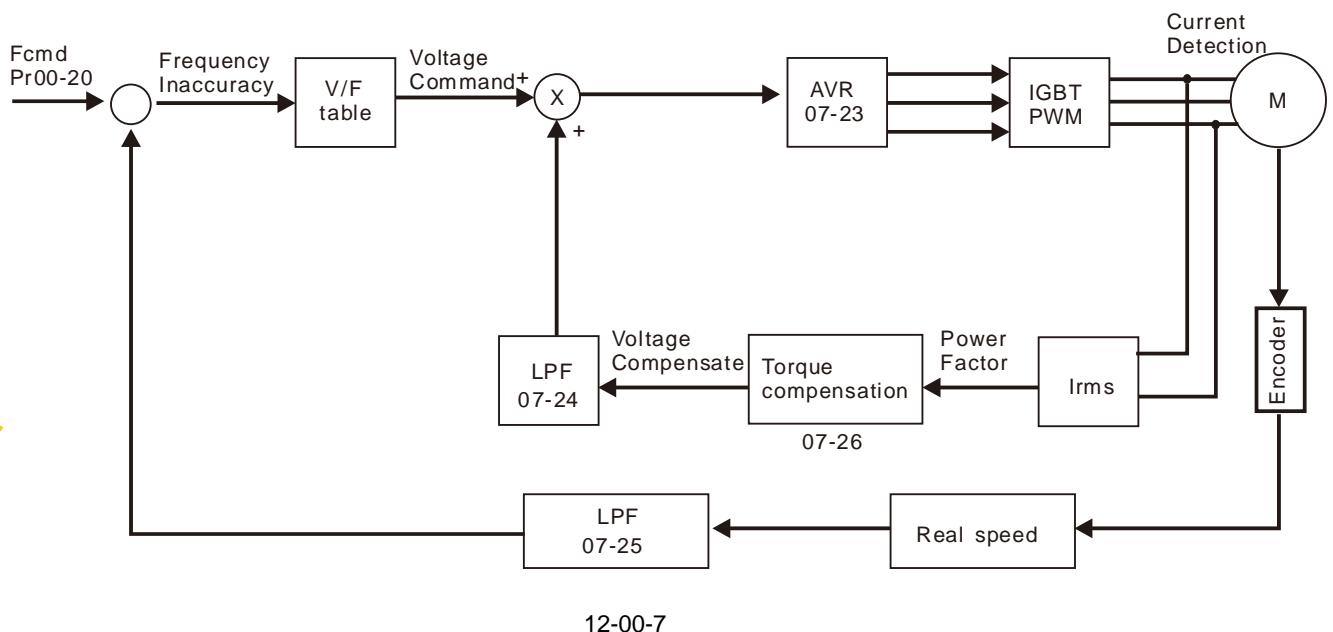 Fcmd
Pr00-20
Frequency
Inaccuracy
V/F
table
Voltage
Command+
X
+
AVR
07-23
IGBT
PWM
Current
Detection
M
LPF
07-24
Voltage
Compensate
Torque
compensation
07-26
Power
Factor
Irms
Encoder
LPF
07-25
Real speed
12-00-7